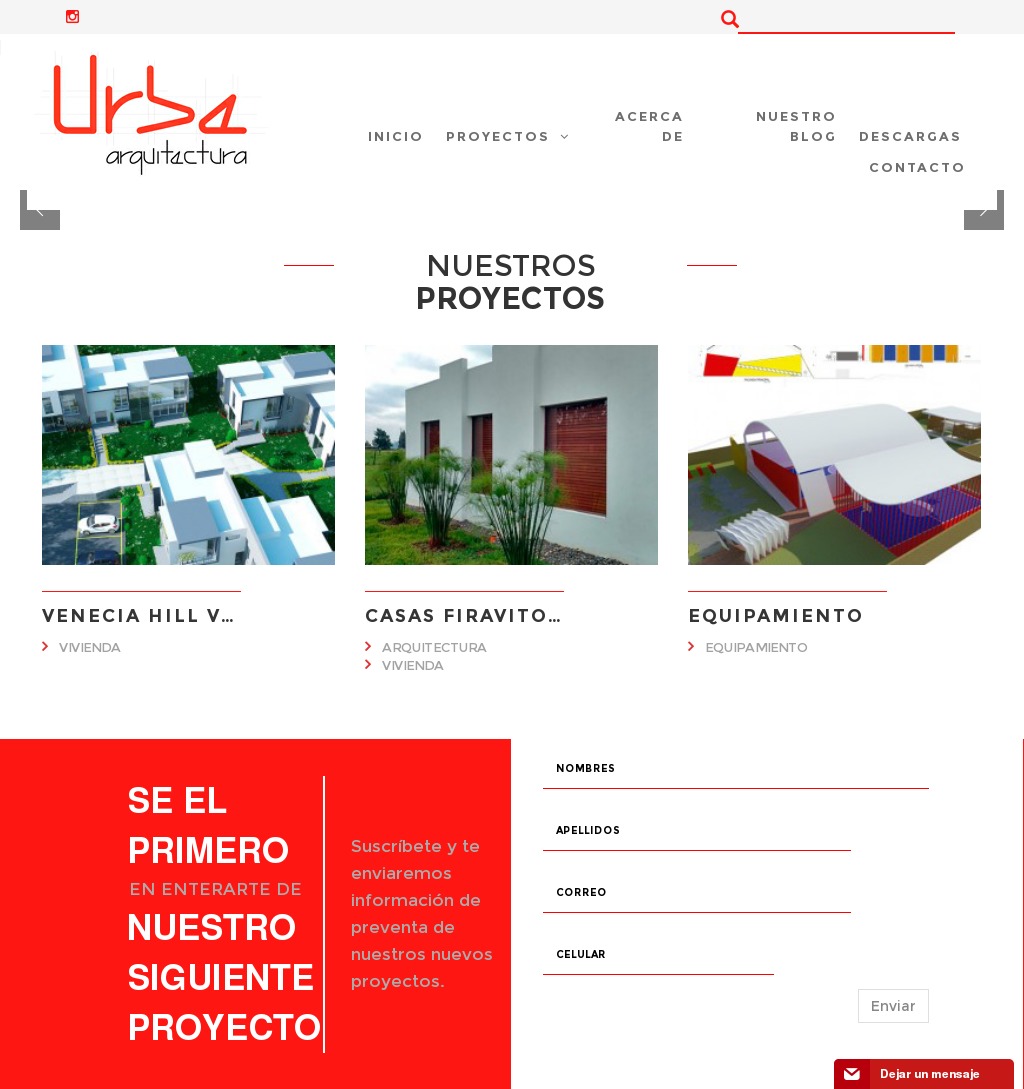 Urba
arquitectura
INICIO
PROYECTOS
ACERCA
DE
NUESTRO
BLOG
DESCARGAS
CONTACTO
NUESTROS
PROYECTOS
VENECIA HILL V...
VIVIENDA
CASAS FIRAVITO...
ARQUITECTURA
VIVIENDA
EQUIPAMIENTO
EQUIPAMIENTO
SE EL
PRIMERO
EN ENTERARTE DE
NUESTRO
SIGUIENTE
PROYECTO
Suscríbete y te
enviaremos
información de
preventa de
nuestros nuevos
proyectos.
NOMBRES
APELLIDOS
CORREO
CELULAR
Enviar
Dejar un mensaje